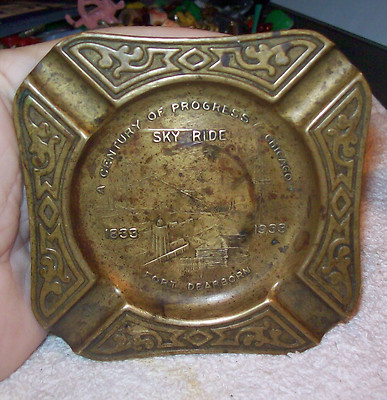 A CENTURY OF PROGRESS CHICAGO
SKY RIDE
1833 1933
FORT DEARBORN